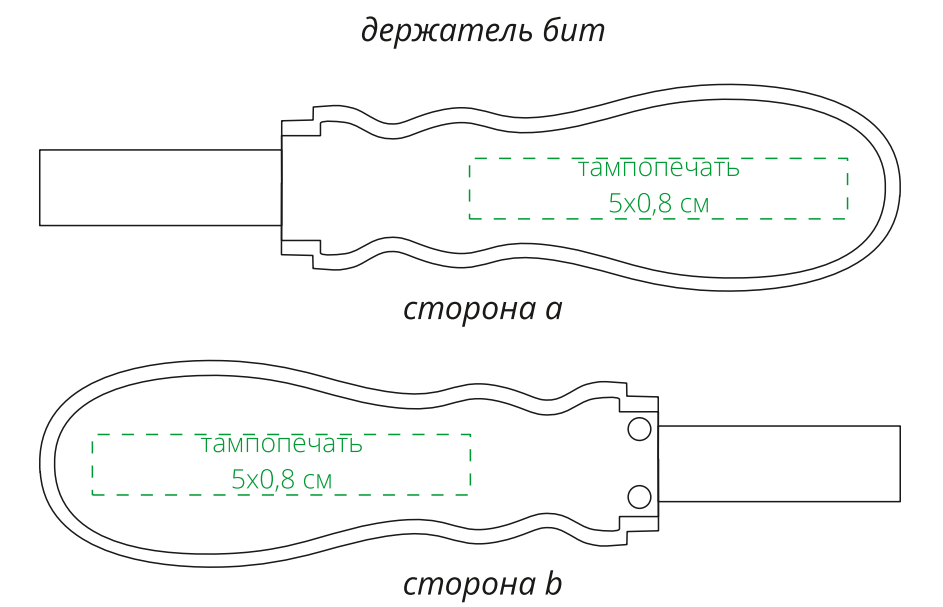 держатель бит
тампопечать
5х0,8 см
сторона a
тампопечать
5х0,8 см
сторона b